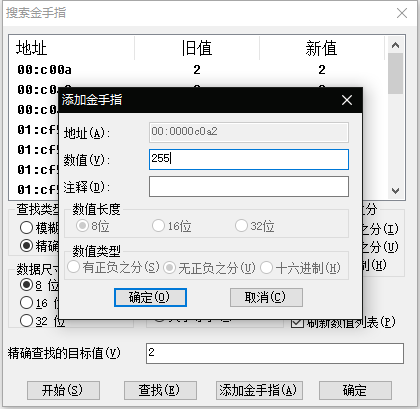 搜索金手指
地址 旧值 新值
00:c00a 2 2
00:c0
00:c0
01:cf5
01:cf5
01:cf5
01:cf5
添加金手指
地址(A): 00:0000c0a2
数值(V): 255
注释(D):
数值长度
8位 16位 32位
数值类型
有正负之分(S) 无正负之分(U) 十六进制(H)
确定(O) 取消(C)
查找类型 之分
模糊 之分(I)
精确 之分(U)
制(H)
数据尺寸
8 位
16 位
32 位 刷新数值列表(P)
精确查找的目标值(V) 2
开始(S) 查找(E) 添加金手指(A) 确定